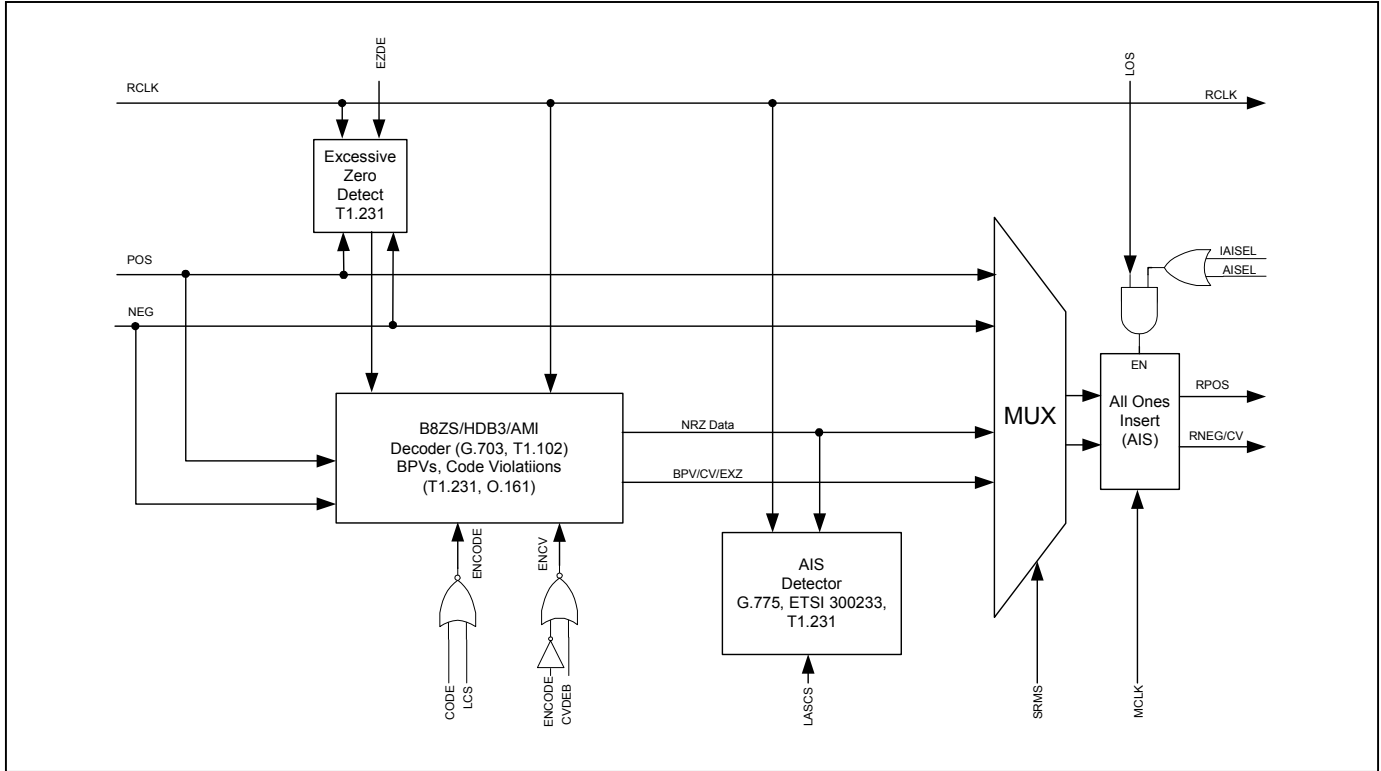 EZDE
LOS
RCLK
RCLK
Excessive
Zero
Detect
T1.231
POS
IAISEL
AISEL
NEG
EN
All Ones
Insert
(AIS)
RPOS
RNEG/CV
MUX
B8ZS/HDB3/AMI
Decoder (G.703, T1.102)
BPVs, Code Violatiions
(T1.231, O.161)
NRZ Data
BPV/CV/EXZ
ENCODE
ENCV
AIS
Detector
G.775, ETSI 300233,
T1.231
CODE
LCS
ENCODE
CVDEB
LASCS
SRMS
MCLK